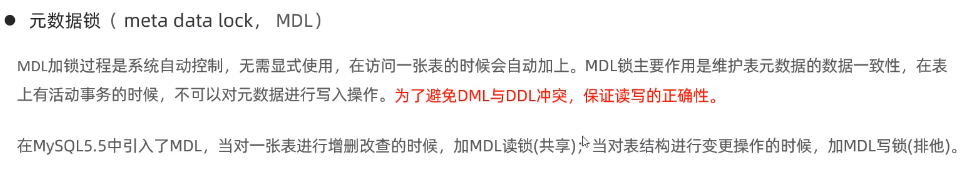 ● 元数据锁（ meta data lock， MDL）
MDL加锁过程是系统自动控制，无需显式使用，在访问一张表的时候会自动加上。MDL锁主要作用是维护表元数据的数据一致性，在表
上有活动事务的时候，不可以对元数据进行写入操作。为了避免DML与DDL冲突，保证读写的正确性。
在MySQL5.5中引入了MDL，当对一张表进行增删改查的时候，加MDL读锁(共享)；当对表结构进行变更操作的时候，加MDL写锁(排他)。